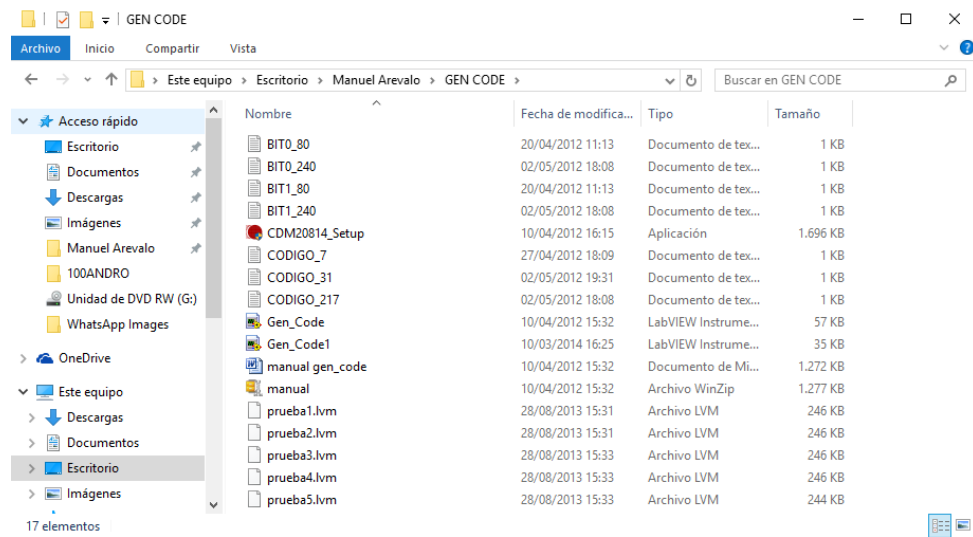 GEN CODE
Archivo Inicio Compartir Vista
Este equipo > Escritorio > Manuel Arevalo > GEN CODE > Buscar en GEN CODE
Nombre Fecha de modifica... Tipo Tamaño
Acceso rápido
Escritorio BIT0_80 20/04/2012 11:13 Documento de tex... 1 KB
Documentos BIT0_240 02/05/2012 18:08 Documento de tex... 1 KB
Descargas BIT1_80 20/04/2012 11:13 Documento de tex... 1 KB
Imágenes BIT1_240 02/05/2012 18:08 Documento de tex... 1 KB
Manuel Arevalo CDM20814_Setup 10/04/2012 16:15 Aplicación 1.696 KB
100ANDRO CODIGO_7 27/04/2012 18:09 Documento de tex... 1 KB
Unidad de DVD RW (G:) CODIGO_31 02/05/2012 19:31 Documento de tex... 1 KB
WhatsApp Images CODIGO_217 02/05/2012 18:08 Documento de tex... 1 KB
Gen_Code 10/04/2012 15:32 LabVIEW Instrume... 57 KB
OneDrive Gen_Code1 10/03/2014 16:25 LabVIEW Instrume... 35 KB
manual gen_code 10/04/2012 15:32 Documento de Mi... 1.272 KB
Este equipo manual 10/04/2012 15:32 Archivo WinZip 1.277 KB
Descargas prueba1.lvm 28/08/2013 15:31 Archivo LVM 246 KB
Documentos prueba2.lvm 28/08/2013 15:31 Archivo LVM 246 KB
Escritorio prueba3.lvm 28/08/2013 15:33 Archivo LVM 246 KB
Imágenes prueba4.lvm 28/08/2013 15:33 Archivo LVM 246 KB
prueba5.lvm 28/08/2013 15:33 Archivo LVM 244 KB
17 elementos